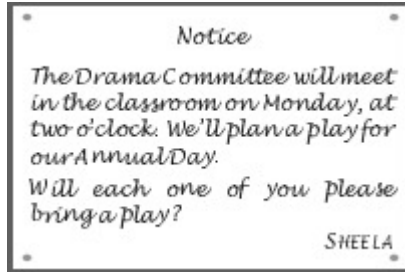 Notice
The Drama Committee will meet
in the classroom on Monday, at
two o'clock. We'll plan a play for
our Annual Day.
Will each one of you please
bring a play?
SHEELA